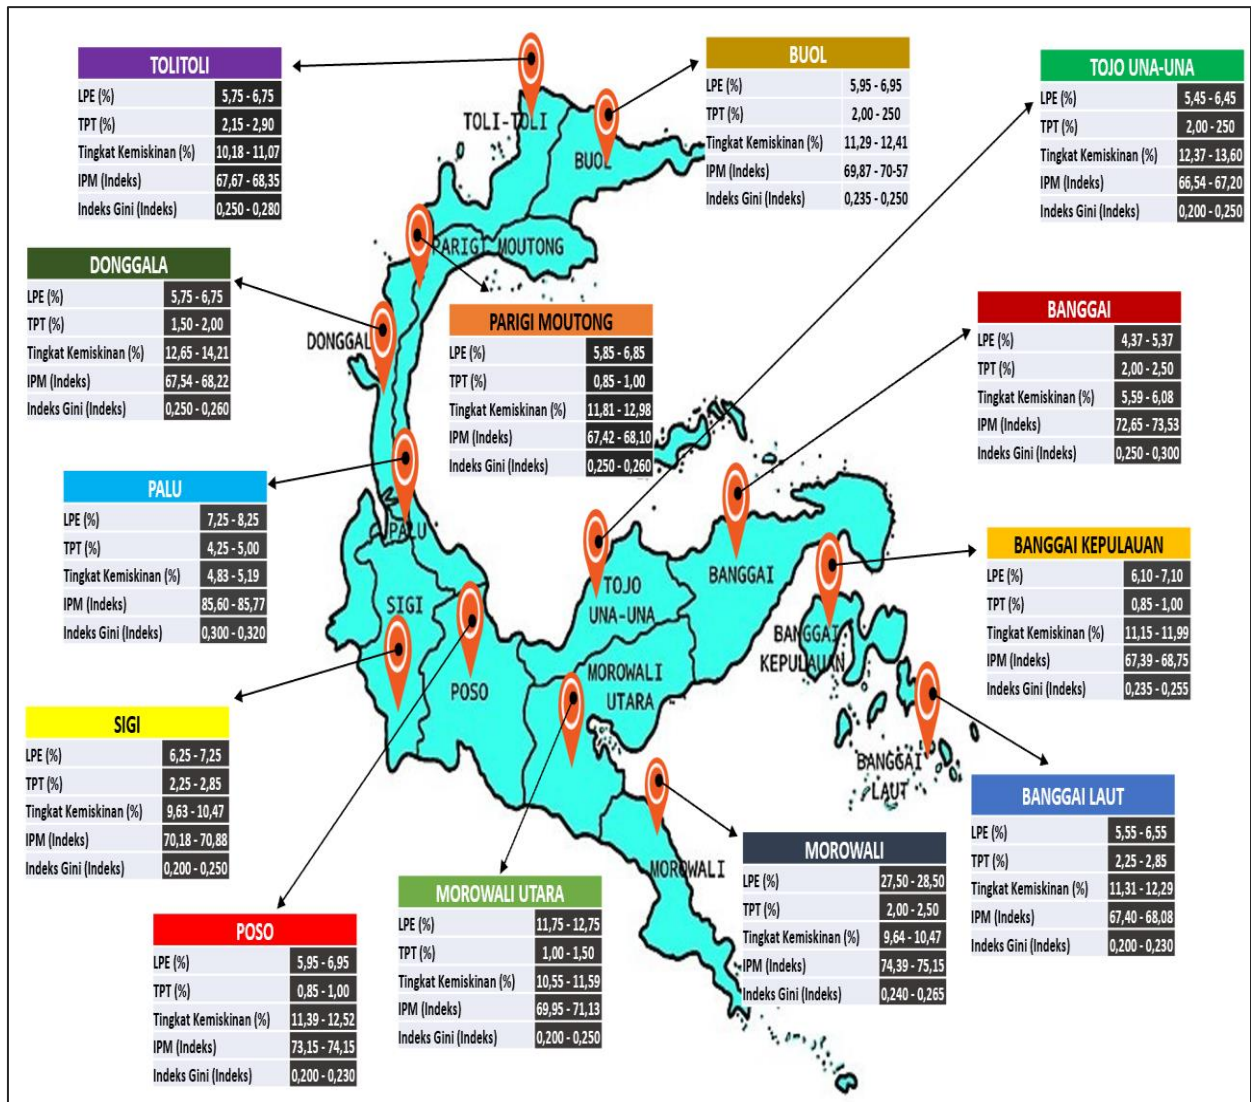 TOLITOLI
LPE (%) 5,75 - 6,75
TPT (%) 2,15 - 2,90
Tingkat Kemiskinan (%) 10,18 - 11,07
IPM (Indeks) 67,67 - 68,35
Indeks Gini (Indeks) 0,250 - 0,280
BUOL
LPE (%) 5,95 - 6,95
TPT (%) 2,00 - 250
Tingkat Kemiskinan (%) 11,29 - 12,41
IPM (Indeks) 69,87 - 70-57
Indeks Gini (Indeks) 0,235 - 0,250
TOJO UNA-UNA
LPE (%) 5,45 - 6,45
TPT (%) 2,00 - 250
Tingkat Kemiskinan (%) 12,37 - 13,60
IPM (Indeks) 66,54 - 67,20
Indeks Gini (Indeks) 0,200 - 0,250
DONGGALA
LPE (%) 5,75 - 6,75
TPT (%) 1,50 - 2,00
Tingkat Kemiskinan (%) 12,65 - 14,21
IPM (Indeks) 67,54 - 68,22
Indeks Gini (Indeks) 0,250 - 0,260
PARIGI MOUTONG
LPE (%) 5,85 - 6,85
TPT (%) 0,85 - 1,00
Tingkat Kemiskinan (%) 11,81 - 12,98
IPM (Indeks) 67,42 - 68,10
Indeks Gini (Indeks) 0,250 - 0,260
BANGGAI
LPE (%) 4,37 - 5,37
TPT (%) 2,00 - 2,50
Tingkat Kemiskinan (%) 5,59 - 6,08
IPM (Indeks) 72,65 - 73,53
Indeks Gini (Indeks) 0,250 - 0,300
PALU
LPE (%) 7,25 - 8,25
TPT (%) 4,25 - 5,00
Tingkat Kemiskinan (%) 4,83 - 5,19
IPM (Indeks) 85,60 - 85,77
Indeks Gini (Indeks) 0,300 - 0,320
BANGGAI KEPULAUAN
LPE (%) 6,10 - 7,10
TPT (%) 0,85 - 1,00
Tingkat Kemiskinan (%) 11,15 - 11,99
IPM (Indeks) 67,39 - 68,75
Indeks Gini (Indeks) 0,235 - 0,255
SIGI
LPE (%) 6,25 - 7,25
TPT (%) 2,25 - 2,85
Tingkat Kemiskinan (%) 9,63 - 10,47
IPM (Indeks) 70,18 - 70,88
Indeks Gini (Indeks) 0,200 - 0,250
BANGGAI LAUT
LPE (%) 5,55 - 6,55
TPT (%) 2,25 - 2,85
Tingkat Kemiskinan (%) 11,31 - 12,29
IPM (Indeks) 67,40 - 68,08
Indeks Gini (Indeks) 0,200 - 0,230
MOROWALI
LPE (%) 27,50 - 28,50
TPT (%) 2,00 - 2,50
Tingkat Kemiskinan (%) 9,64 - 10,47
IPM (Indeks) 74,39 - 75,15
Indeks Gini (Indeks) 0,240 - 0,265
MOROWALI UTARA
LPE (%) 11,75 - 12,75
TPT (%) 1,00 - 1,50
Tingkat Kemiskinan (%) 10,55 - 11,59
IPM (Indeks) 69,95 - 71,13
Indeks Gini (Indeks) 0,200 - 0,250
POSO
LPE (%) 5,95 - 6,95
TPT (%) 0,85 - 1,00
Tingkat Kemiskinan (%) 11,39 - 12,52
IPM (Indeks) 73,15 - 74,15
Indeks Gini (Indeks) 0,200 - 0,230
TOLI-TOLI
BUOL
PARIGI MOUTONG
DONGGAL
PALU
SIGI
POSO
TOJO
UNA-UNA
BANGGAI
MOROWALI
UTARA
BANGGAI
KEPULAUAN
BANGGAI
LAUT
MOROWALI